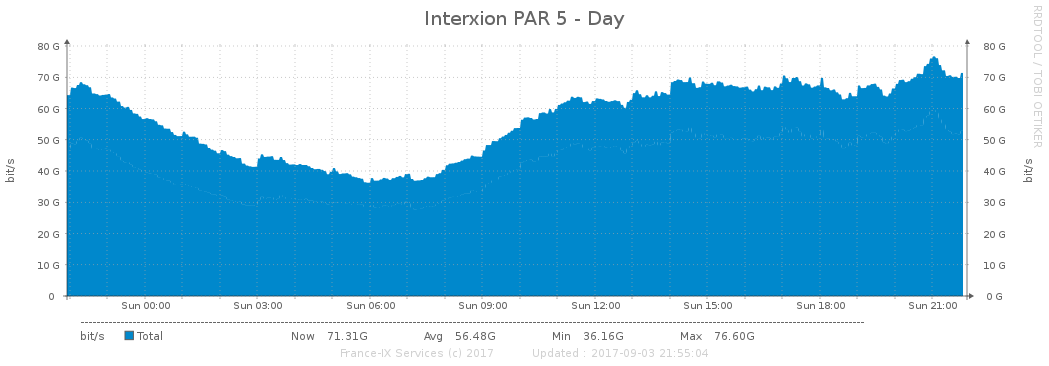 Interxion PAR 5 - Day
RRDTOOL / TOBI OETIKER
80 G 80 G
70 G 70 G
60 G 60 G
50 G 50 G
40 G 40 G
30 G 30 G
20 G 20 G
10 G 10 G
0 0 G
bit/s bit/s
Sun 00:00 Sun 03:00 Sun 06:00 Sun 09:00 Sun 12:00 Sun 15:00 Sun 18:00 Sun 21:00
bit/s Total Now 71.31G Avg 56.48G Min 36.16G Max 76.60G
France-IX Services (c) 2017 Updated : 2017-09-03 21:55:04